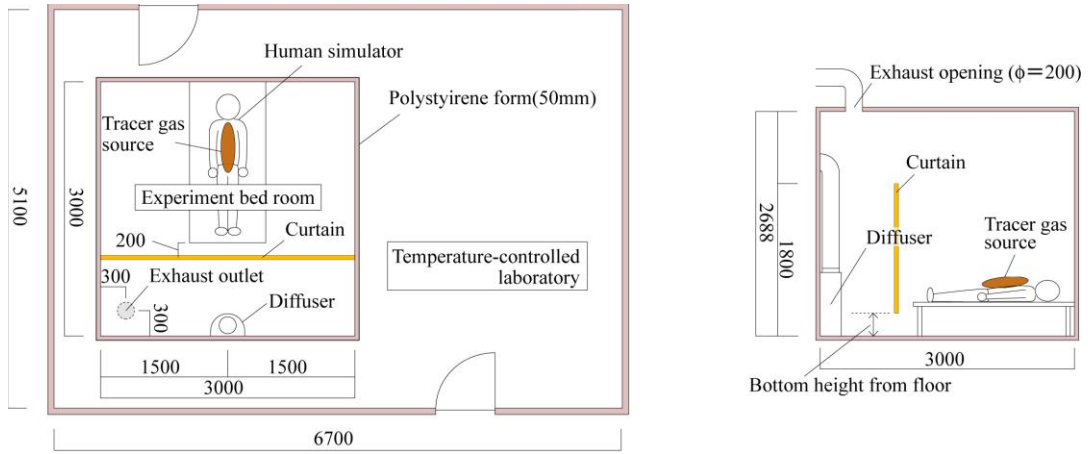 Human simulator
Polystyirene form(50mm)
Tracer gas
source
Experiment bed room
200
Curtain
300
Exhaust outlet
Diffuser
300
3000
5100
Temperature-controlled
laboratory
1500
1500
3000
6700
Exhaust opening (ϕ=200)
Curtain
Diffuser
Tracer gas
source
2688
1800
3000
Bottom height from floor